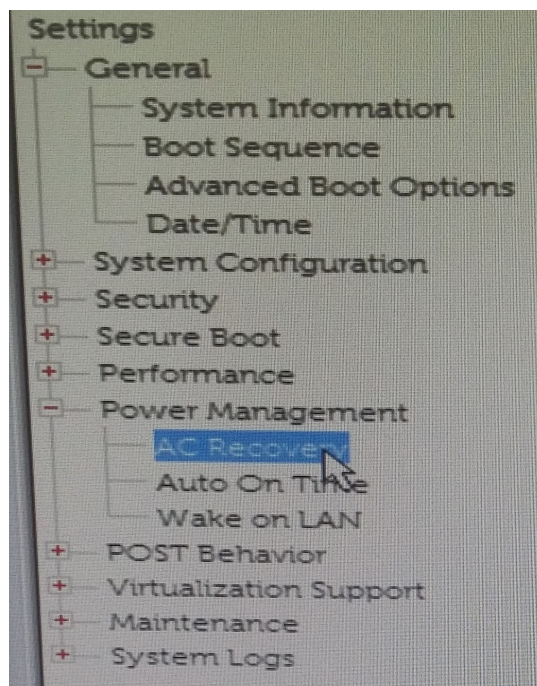 Settings
General
System Information
Boot Sequence
Advanced Boot Options
Date/Time
System Configuration
Security
Secure Boot
Performance
Power Management
AC Recovery
Auto On Time
Wake on LAN
POST Behavior
Virtualization Support
Maintenance
System Logs